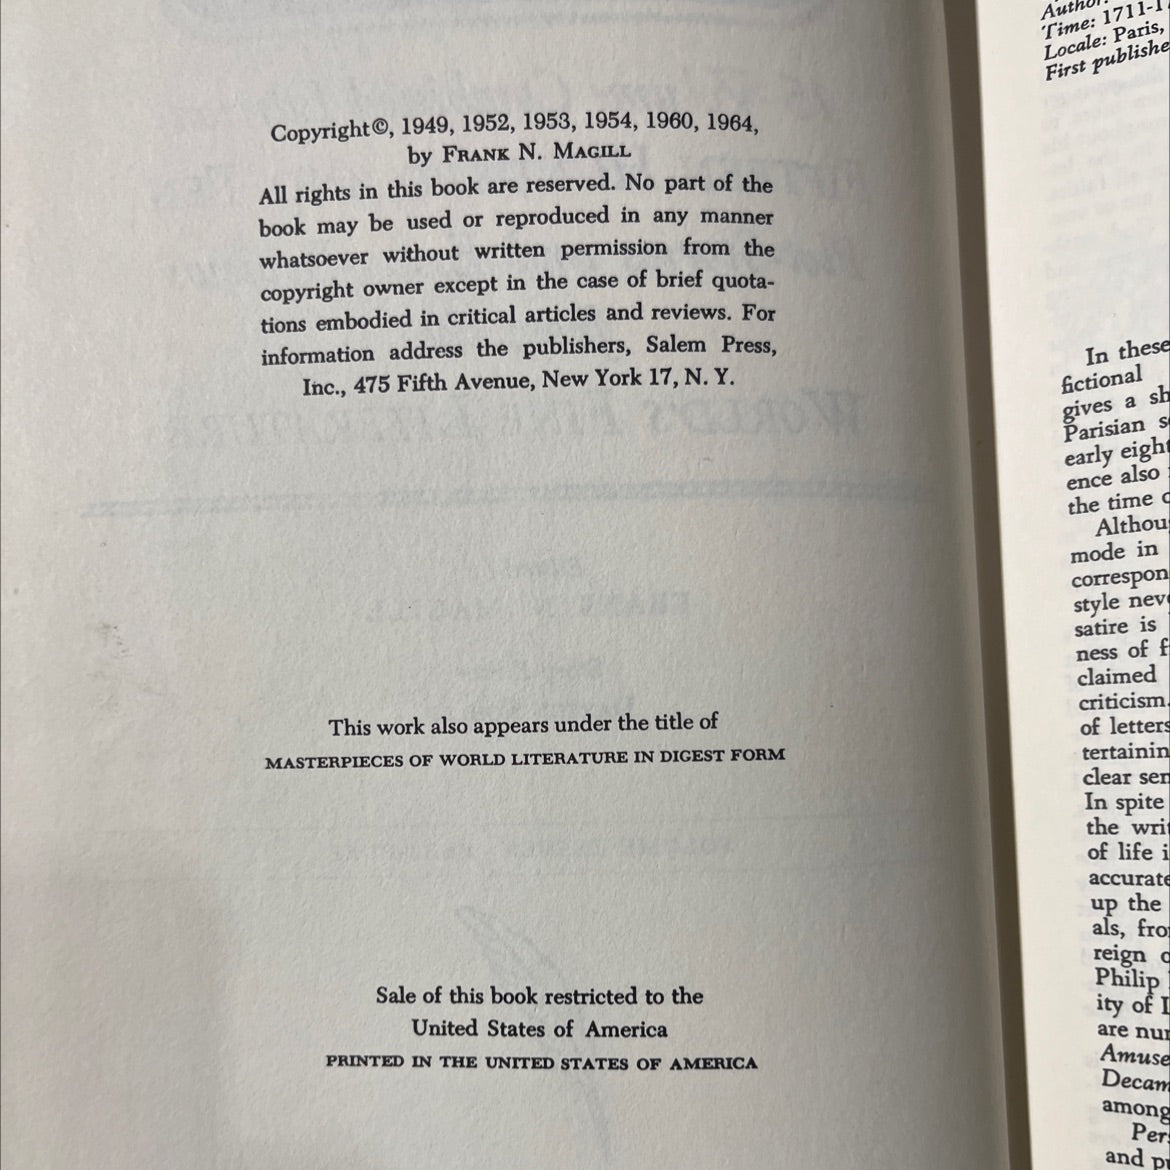 Copyright ©, 1949, 1952, 1953, 1954, 1960, 1964,
by FRANK N. MAGILL
All rights in this book are reserved. No part of the
book may be used or reproduced in any manner
whatsoever without written permission from the
copyright owner except in the case of brief quota-
tions embodied in critical articles and reviews. For
information address the publishers, Salem Press,
Inc., 475 Fifth Avenue, New York 17, N. Y.
This work also appears under the title of
MASTERPIECES OF WORLD LITERATURE IN DIGEST FORM
Sale of this book restricted to the
United States of America
PRINTED IN THE UNITED STATES OF AMERICA
Author:
Time: 1711-1
Locale: Paris,
First publishe
In these
fictional
gives a sh
Parisian s
early eight
ence also
the time
Althou
mode in
correspon
style nev
satire is
ness of f
claimed
criticism.
of letters
tertainin
clear sen
In spite
the writ
of life i
accurate
up the
als, fro
reign
Philip
ity of
are nu
Amuse
Decam
among
Per
and p